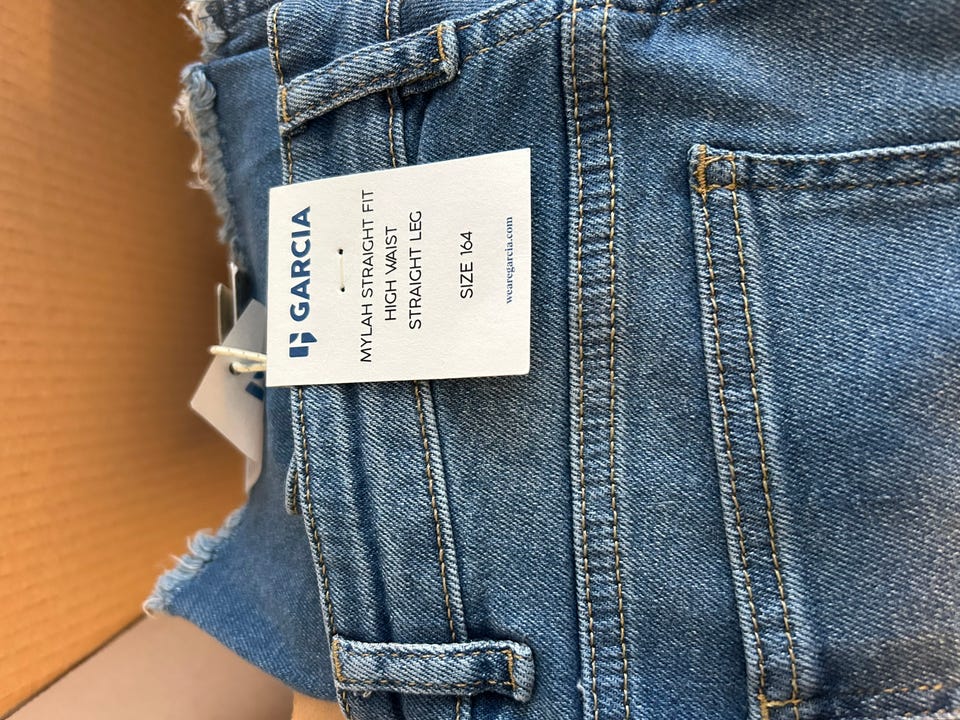 GARCIA
MYLAH STRAIGHT FIT
HIGH WAIST
STRAIGHT LEG
SIZE 164
wearegarcia.com